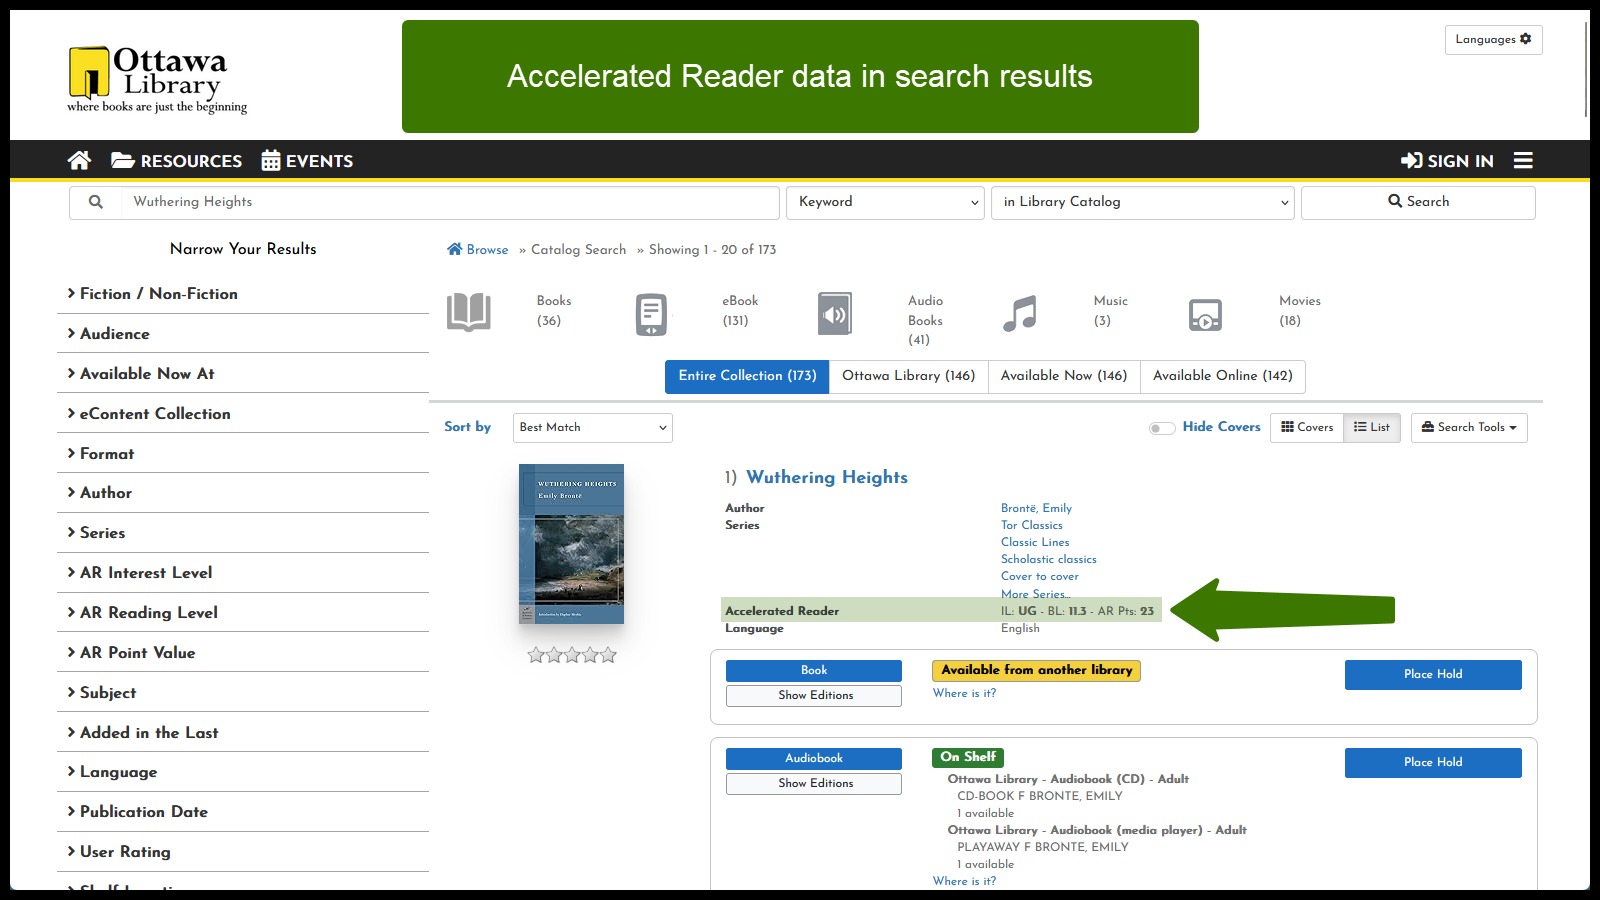 Ottawa
Library
where books are just the beginning
Accelerated Reader data in search results
Languages
RESOURCES
EVENTS
SIGN IN
Wuthering Heights
Keyword
in Library Catalog
Search
Narrow Your Results
Fiction / Non-Fiction
Audience
Available Now At
eContent Collection
Format
Author
Series
AR Interest Level
AR Reading Level
AR Point Value
Subject
Added in the Last
Language
Publication Date
User Rating
Browse » Catalog Search » Showing 1 - 20 of 173
Books
(36)
eBook
(131)
Audio
Books
(41)
Music
(3)
Movies
(18)
Entire Collection (173)
Ottawa Library (146)
Available Now (146)
Available Online (142)
Sort by
Best Match
Hide Covers
Covers
List
Search Tools
WUTHERING HEIGHTS
Emily Brontë
1) Wuthering Heights
Author Brontë, Emily
Series Tor Classics
Classic Lines
Scholastic classics
Cover to cover
More Series...
Accelerated Reader IL: UG - BL: 11.3 - AR Pts: 23
Language English
Book
Show Editions
Available from another library
Where is it?
Place Hold
Audiobook
Show Editions
On Shelf
Ottawa Library - Audiobook (CD) - Adult
CD-BOOK F BRONTE, EMILY
1 available
Ottawa Library - Audiobook (media player) - Adult
PLAYAWAY F BRONTE, EMILY
1 available
Where is it?
Place Hold